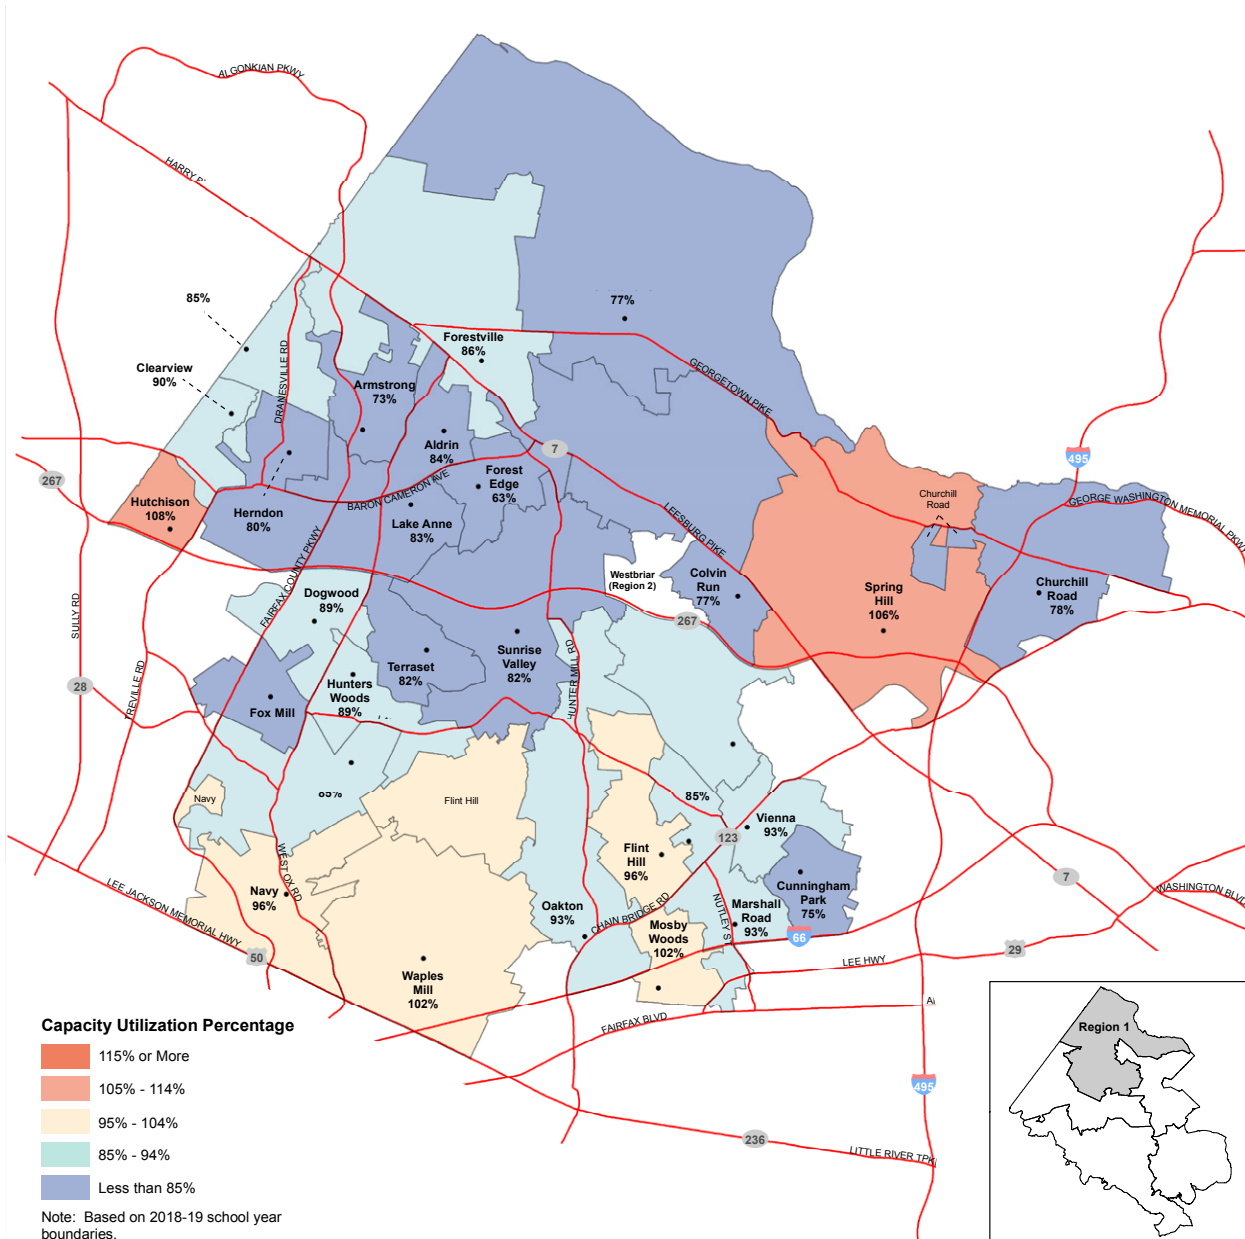 ALGONKIAN PKWY
HARRY
85%
77%
Clearview
90%
DRANESVILLE RD
Forestville
86%
Armstrong
73%
GEORGETOWN PIKE
Aldrin
84%
7
495
267
BARON CAMERON AVE
Forest
Edge
63%
Hutchison
108%
Herndon
80%
Lake Anne
83%
LEESBURG PIKE
Churchill
Road
GEORGE WASHINGTON MEMORIAL PKWY
FAIRFAX COUNTY PKWY
Westbriar
(Region 2)
Colvin
Run
77%
Spring
Hill
106%
Churchill
Road
78%
Dogwood
89%
SULLY RD
267
HUNTER MILL RD
Sunrise
Valley
82%
Terraset
82%
Hunters
Woods
89%
Fox Mill
28
TREVILLE RD
85%
Navy
Flint Hill
85%
Vienna
93%
123
Flint
Hill
96%
WEST OX RD
Cunningham
Park
75%
7
WASHINGTON BLVD
LEE JACKSON MEMORIAL HWY
Navy
96%
Oakton
93%
CHAIN BRIDGE RD
NUTLEY S
Marshall
Road
93%
Mosby
Woods
102%
66
29
50
LEE HWY
Waples
Mill
102%
FAIRFAX BLVD
Region 1
Capacity Utilization Percentage
115% or More
105% - 114%
95% - 104%
85% - 94%
Less than 85%
Note: Based on 2018-19 school year
boundaries.
495
236
LITTLE RIVER TPK